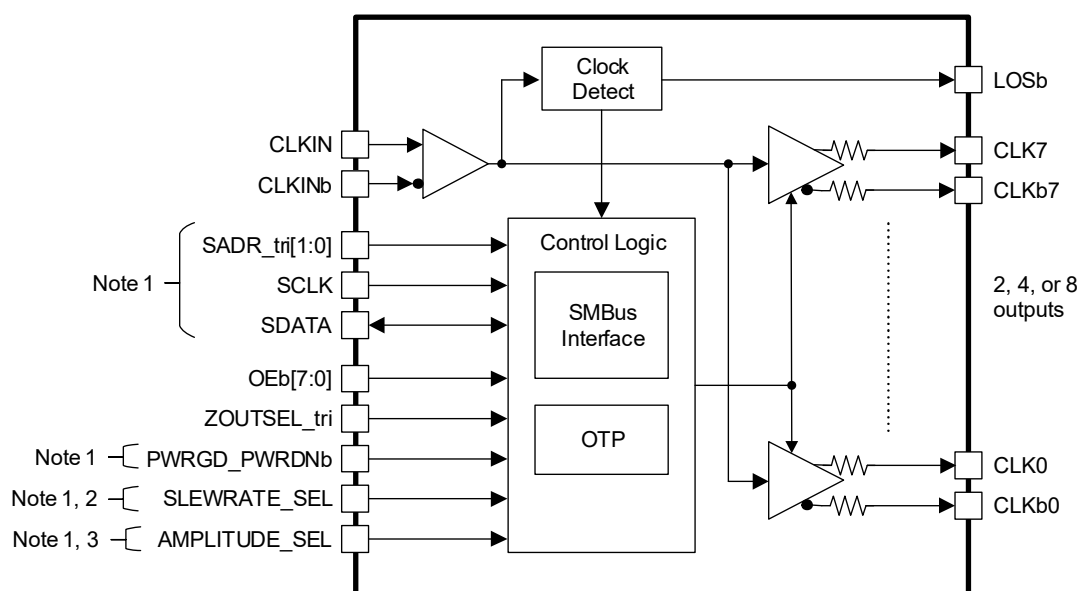 Clock
Detect
LOSb
CLKIN
CLKINb
CLK7
CLKb7
Note 1
SADR_tri[1:0]
SCLK
SDATA
Control Logic
SMBus
Interface
2, 4, or 8
outputs
OEb[7:0]
ZOUTSEL_tri
OTP
Note 1
PWRGD_PWRDNb
Note 1, 2
SLEWRATE_SEL
Note 1, 3
AMPLITUDE_SEL
CLK0
CLKb0